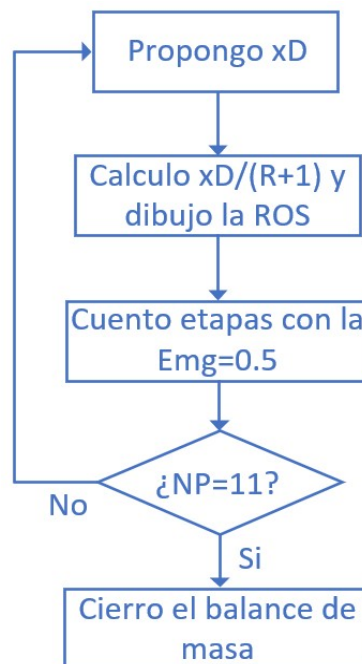 Propongo xD
Calculo xD/(R+1) y
dibujo la ROS
Cuento etapas con la
Emg=0.5
¿NP=11?
No
Si
Cierro el balance de
masa